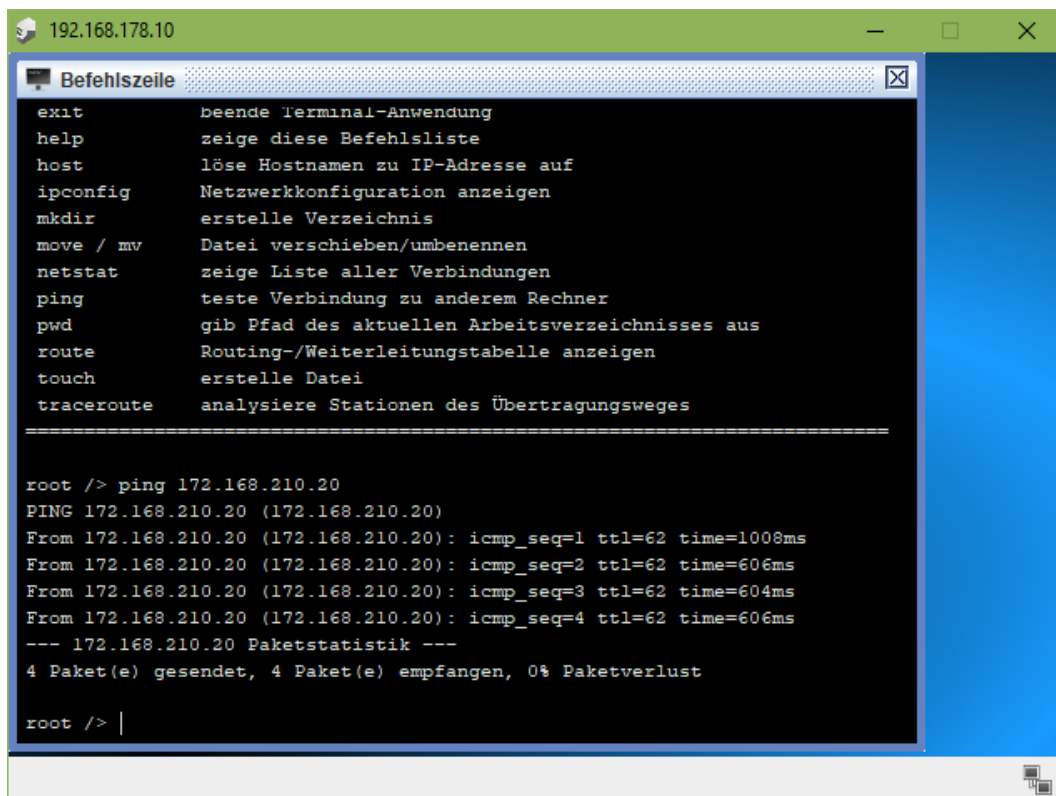 192.168.178.10
Befehlszeile
exit beende Terminal-Anwendung
help zeige diese Befehlsliste
host löse Hostnamen zu IP-Adresse auf
ipconfig Netzwerkkonfiguration anzeigen
mkdir erstelle Verzeichnis
move / mv Datei verschieben/umbenennen
netstat zeige Liste aller Verbindungen
ping teste Verbindung zu anderem Rechner
pwd gib Pfad des aktuellen Arbeitsverzeichnisses aus
route Routing-/Weiterleitungstabelle anzeigen
touch erstelle Datei
traceroute analysiere Stationen des Übertragungsweges
==========================================================================
root /> ping 172.168.210.20
PING 172.168.210.20 (172.168.210.20)
From 172.168.210.20 (172.168.210.20): icmp_seq=1 ttl=62 time=1008ms
From 172.168.210.20 (172.168.210.20): icmp_seq=2 ttl=62 time=606ms
From 172.168.210.20 (172.168.210.20): icmp_seq=3 ttl=62 time=604ms
From 172.168.210.20 (172.168.210.20): icmp_seq=4 ttl=62 time=606ms
--- 172.168.210.20 Paketstatistik ---
4 Paket(e) gesendet, 4 Paket(e) empfangen, 0% Paketverlust
root />